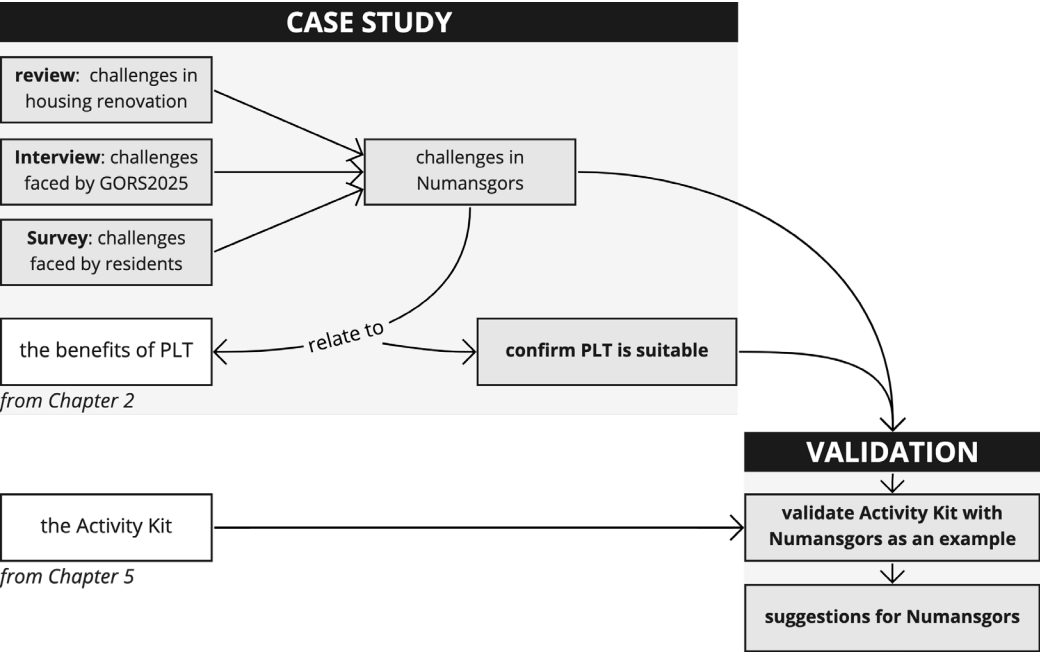 CASE STUDY
review: challenges in
housing renovation
Interview: challenges
faced by GORS2025
Survey: challenges
faced by residents
challenges in
Numansgors
relate to
the benefits of PLT
from Chapter 2
confirm PLT is suitable
VALIDATION
the Activity Kit
from Chapter 5
validate Activity Kit with
Numansgors as an example
suggestions for Numansgors